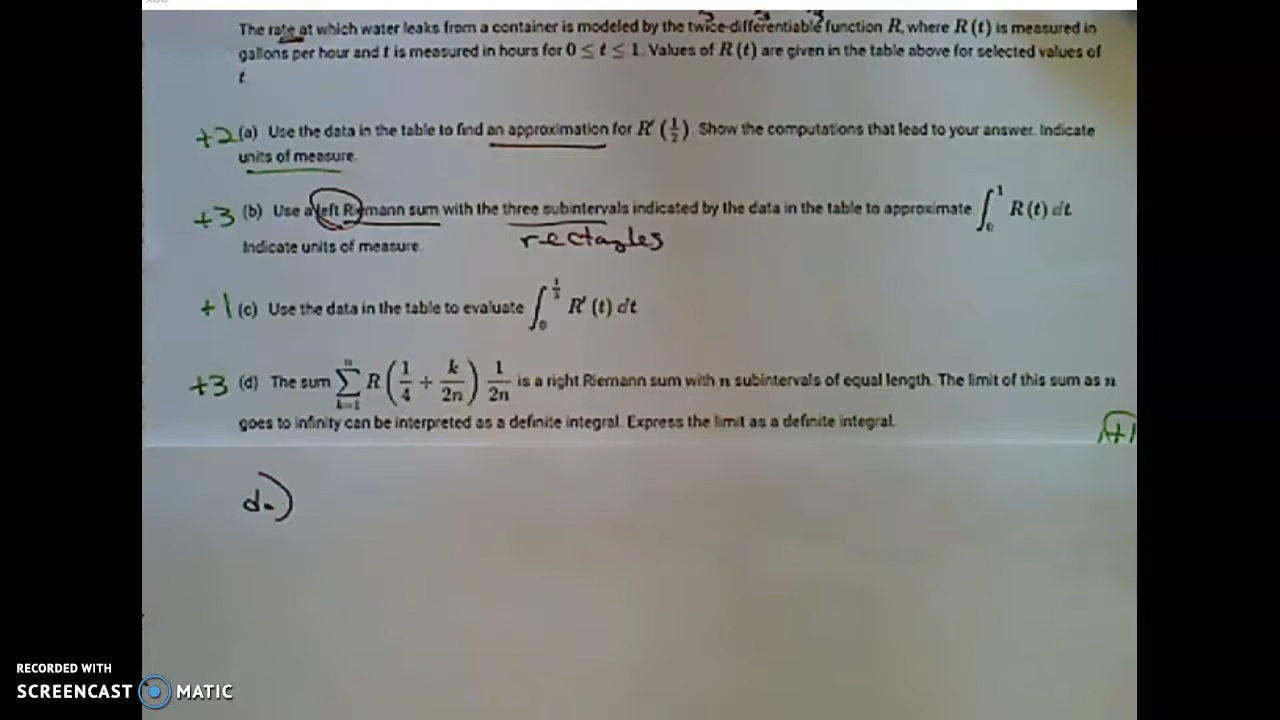 The rate at which water leaks from a container is modeled by the twice-differentiable function R, where R (t) is measured in
gallons per hour and t is measured in hours for 0 ≤ t ≤ 1. Values of R (t) are given in the table above for selected values of
t.
+2 (a) Use the data in the table to find an approximation for R′ (1/2) Show the computations that lead to your answer. Indicate
units of measure.
+3 (b) Use a left Riemann sum with the three subintervals indicated by the data in the table to approximate ∫_0^1 R (t) dt
rectagles
Indicate units of measure.
+1 (c) Use the data in the table to evaluate ∫_0^{1/3} R′ (t) dt
+3 (d) The sum ∑_{k=1}^{n} R (1/4 + k/2n) 1/2n is a right Riemann sum with n subintervals of equal length. The limit of this sum as n
goes to infinity can be interpreted as a definite integral. Express the limit as a definite integral.
+1
d.)
RECORDED WITH
SCREENCAST MATIC